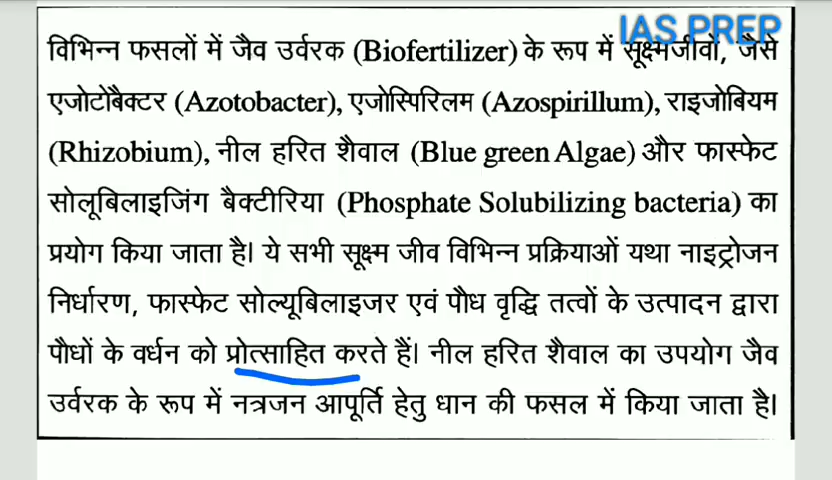 IAS PREP
विभिन्न फसलों में जैव उर्वरक (Biofertilizer) के रूप में सूक्ष्मजीवों, जैसे
एजोटोबैक्टर (Azotobacter), एजोस्पिरिलम (Azospirillum), राइजोबियम
(Rhizobium), नील हरित शैवाल (Blue green Algae) और फास्फेट
सोलूबिलाइजिंग बैक्टीरिया (Phosphate Solubilizing bacteria) का
प्रयोग किया जाता है। ये सभी सूक्ष्म जीव विभिन्न प्रक्रियाओं यथा नाइट्रोजन
निर्धारण, फास्फेट सोल्यूबिलाइजर एवं पौध वृद्धि तत्वों के उत्पादन द्वारा
पौधों के वर्धन को प्रोत्साहित करते हैं। नील हरित शैवाल का उपयोग जैव
उर्वरक के रूप में नत्रजन आपूर्ति हेतु धान की फसल में किया जाता है।